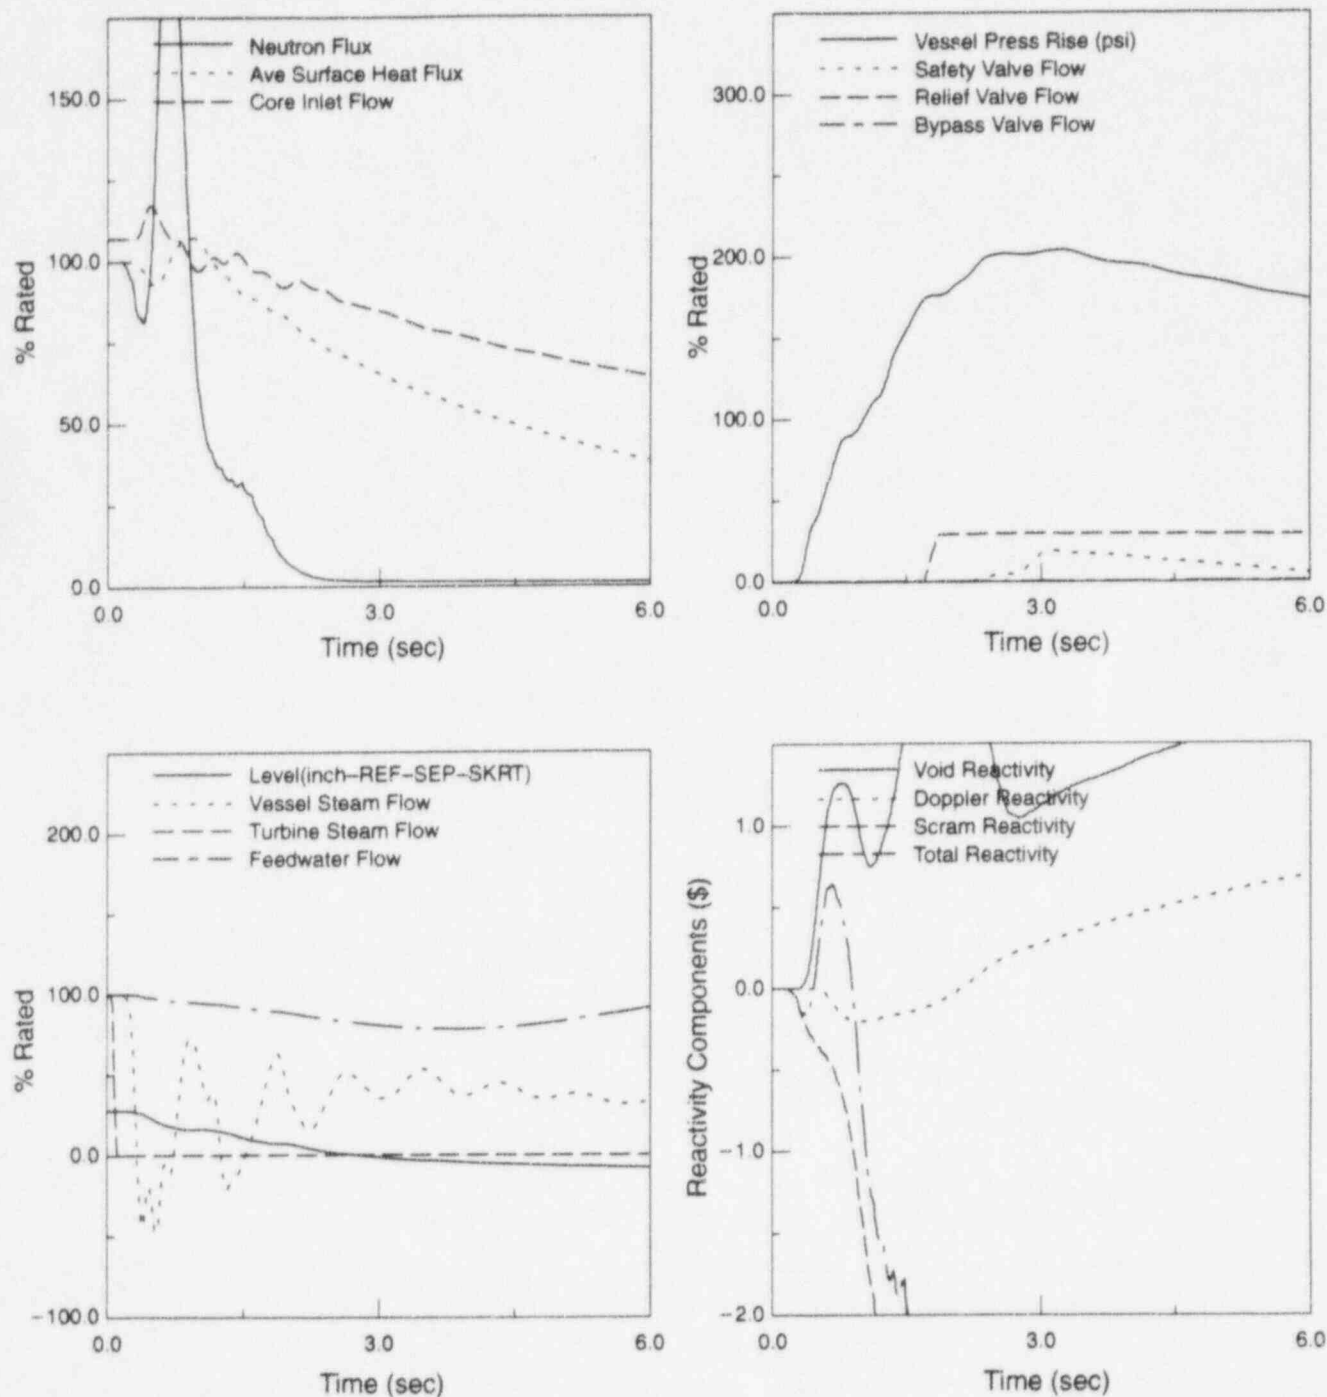 Neutron Flux
Ave Surface Heat Flux
Core Inlet Flow
150.0
100.0
50.0
0.0
% Rated
0.0
3.0
6.0
Time (sec)
Vessel Press Rise (psi)
Safety Valve Flow
Relief Valve Flow
Bypass Valve Flow
300.0
200.0
100.0
0.0
% Rated
0.0
3.0
6.0
Time (sec)
Level(inch-REF-SEP-SKRT)
Vessel Steam Flow
Turbine Steam Flow
Feedwater Flow
200.0
100.0
0.0
-100.0
% Rated
0.0
3.0
6.0
Time (sec)
Void Reactivity
Doppler Reactivity
Scram Reactivity
Total Reactivity
1.0
0.0
-1.0
-2.0
Reactivity Components ($)
0.0
3.0
6.0
Time (sec)